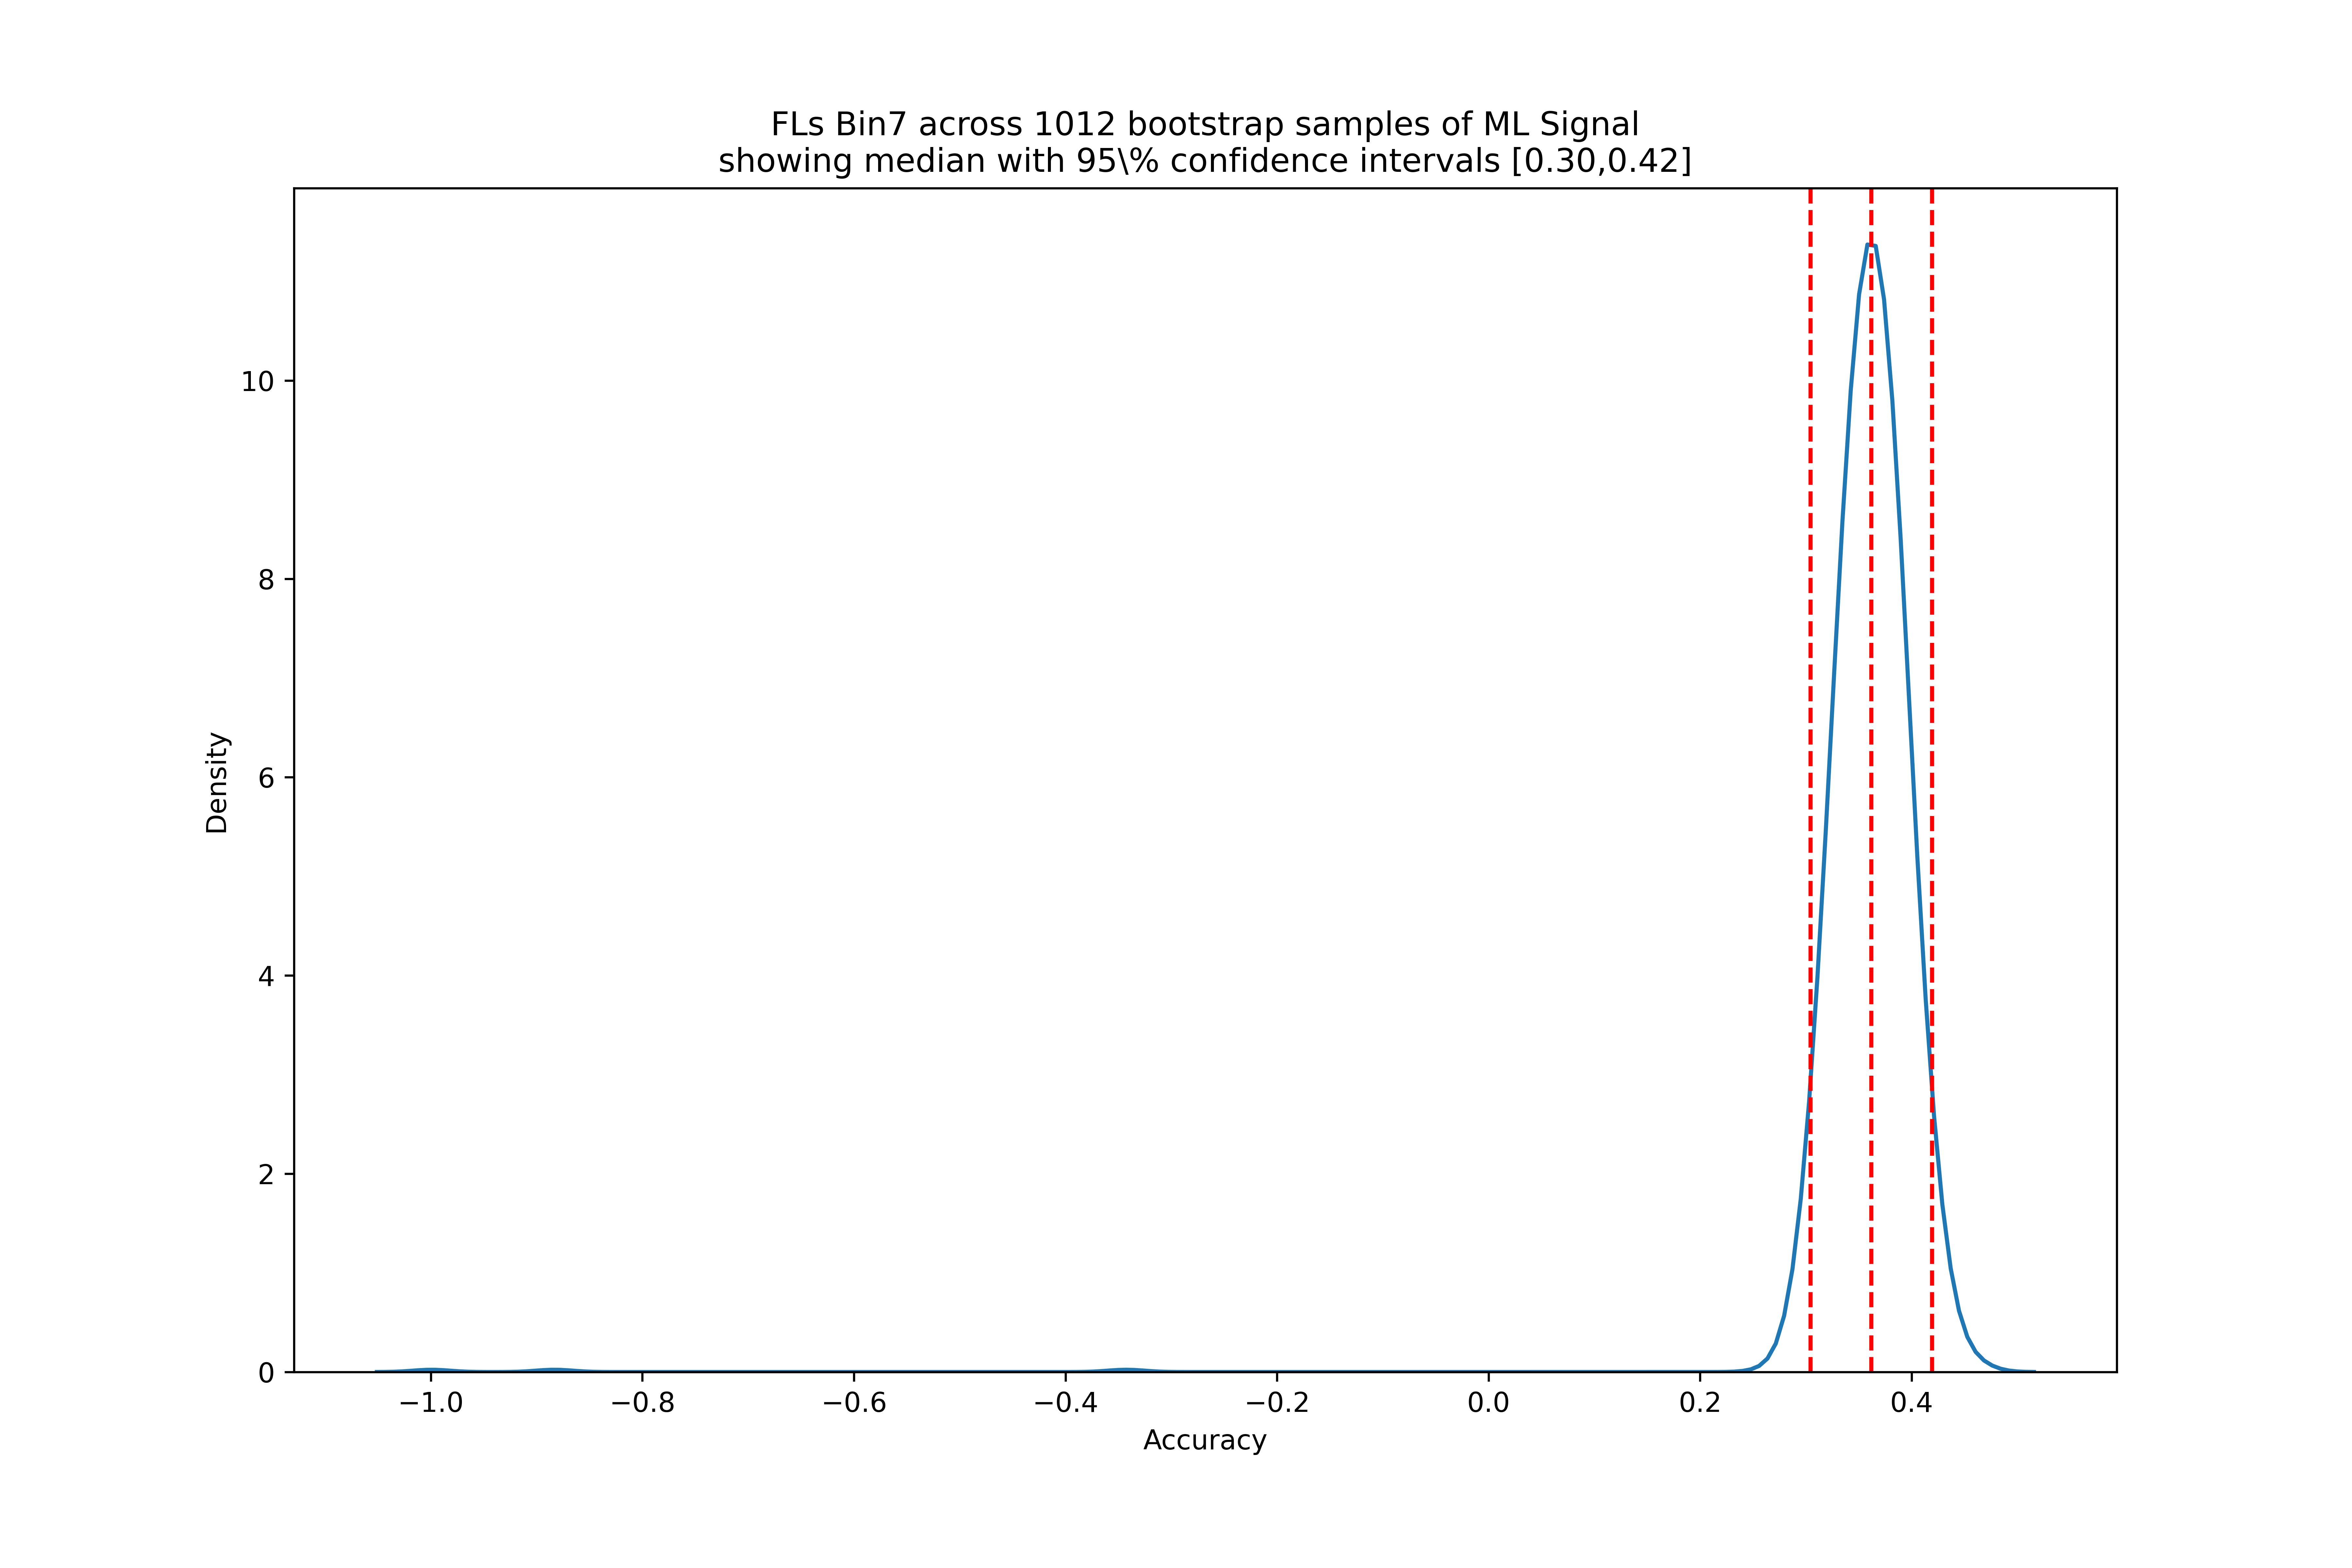 FLs Bin7 across 1012 bootstrap samples of ML Signal
showing median with 95\% confidence intervals [0.30,0.42]
Density
10
8
6
4
2
0
−1.0 −0.8 −0.6 −0.4 −0.2 0.0 0.2 0.4
Accuracy